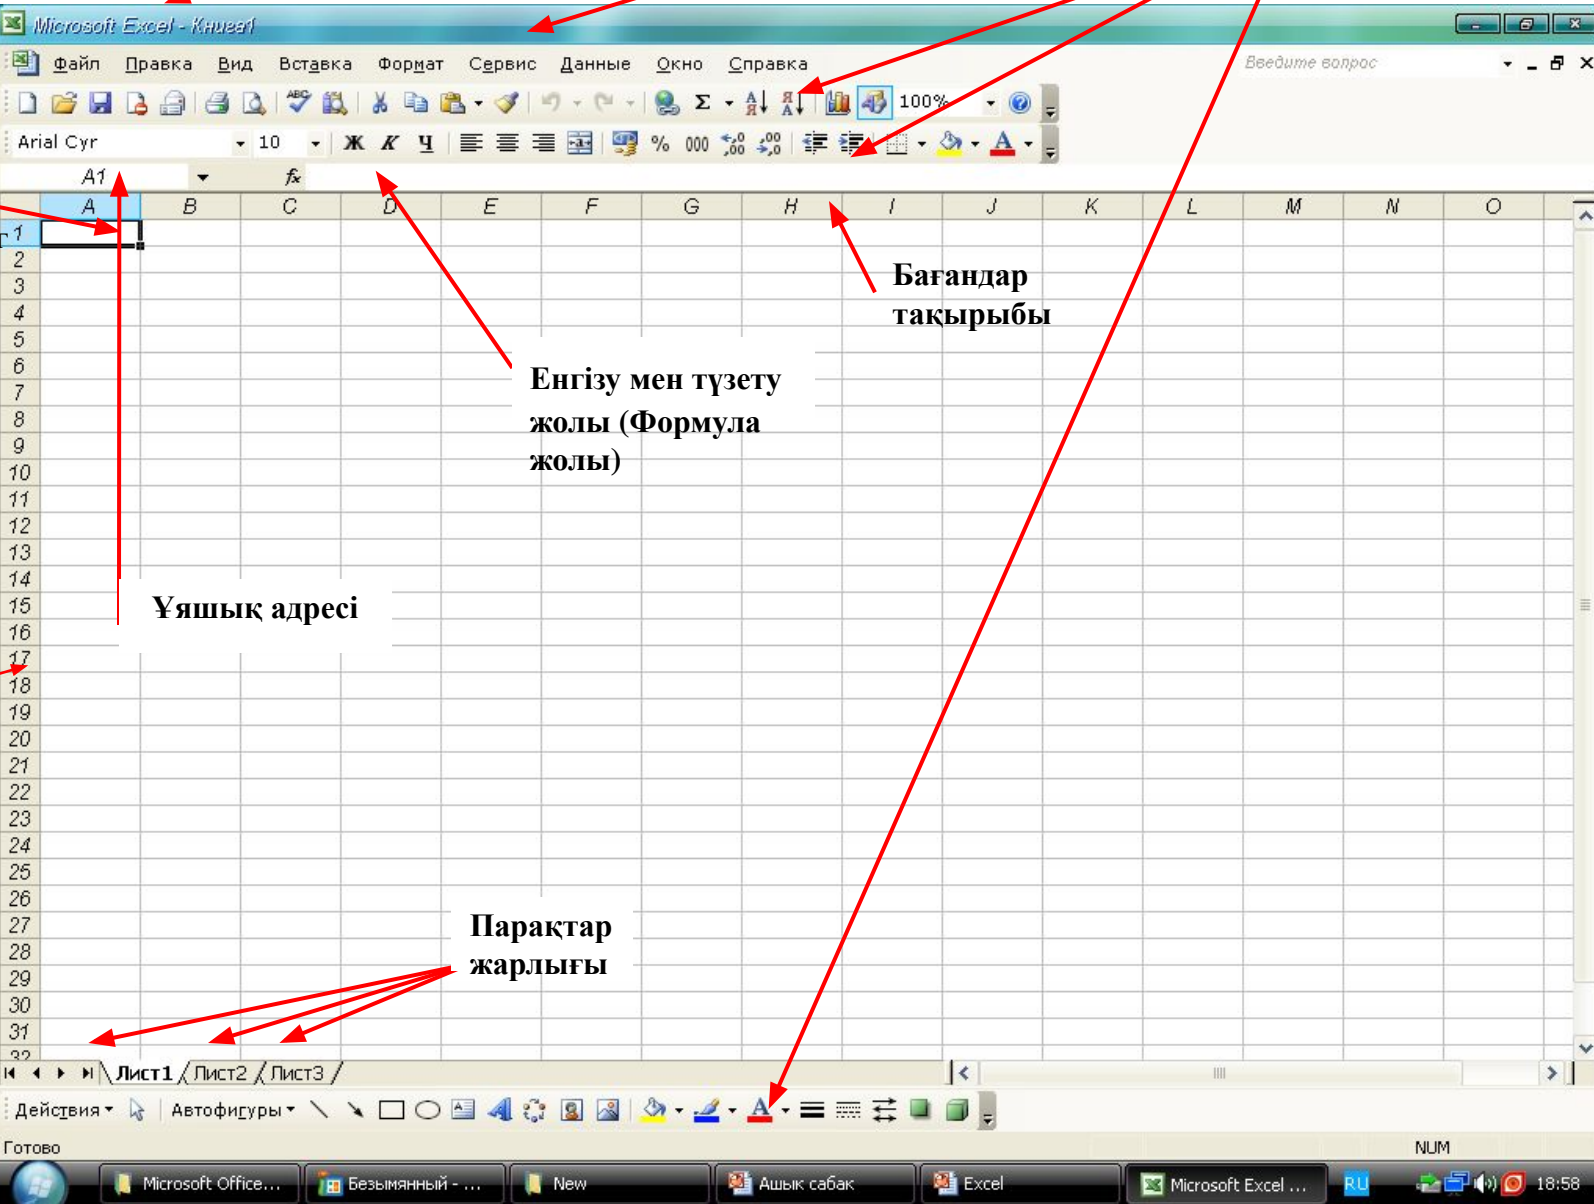 Microsoft Excel - Книга1
Файл Правка Вид Вставка Формат Сервис Данные Окно Справка Введите вопрос
100%
Arial Cyr 10 Ж К Ч % 000
A1 fx
A B C D E F G H I J K L M N O
1
2
3
4
5
6
7
8
9
10
11
12
13
14
15
16
17
18
19
20
21
22
23
24
25
26
27
28
29
30
31
32
Бағандар
тақырыбы
Енгізу мен түзету
жолы (Формула
жолы)
Ұяшық адресі
Парақтар
жарлығы
Лист1 Лист2 Лист3
Действия Автофигуры
Готово NUM
Microsoft Office... Безымянный - ... New Ашык сабак Excel Microsoft Excel ... RU 18:58